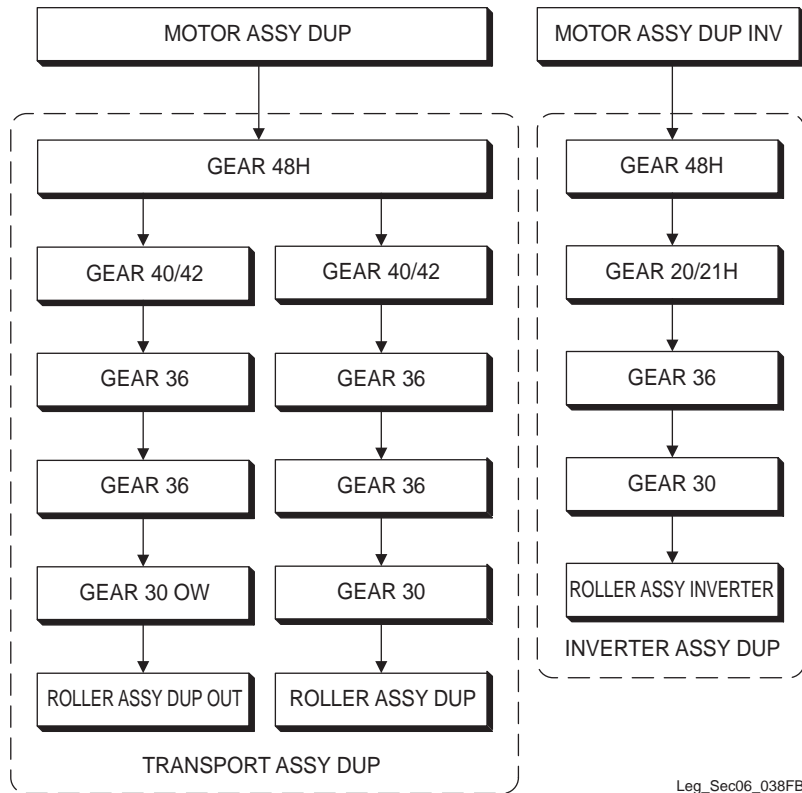 MOTOR ASSY DUP
MOTOR ASSY DUP INV
GEAR 48H
GEAR 48H
GEAR 40/42
GEAR 40/42
GEAR 20/21H
GEAR 36
GEAR 36
GEAR 36
GEAR 36
GEAR 36
GEAR 30
GEAR 30 OW
GEAR 30
ROLLER ASSY INVERTER
INVERTER ASSY DUP
ROLLER ASSY DUP OUT
ROLLER ASSY DUP
TRANSPORT ASSY DUP
Leg_Sec06_038FB